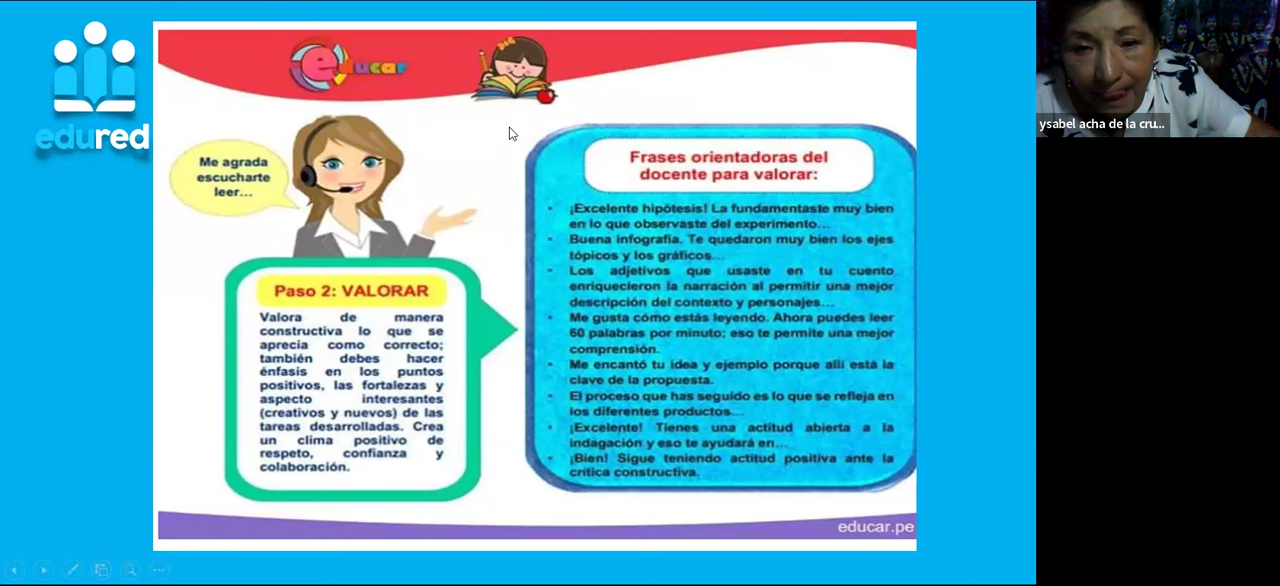 edured
educar
Me agrada
escucharte
leer...
Paso 2: VALORAR
Valora de manera
constructiva lo que se
aprecia como correcto;
también debes hacer
énfasis en los puntos
positivos, las fortalezas y
aspecto interesantes
(creativos y nuevos) de las
tareas desarrolladas. Crea
un clima positivo de
respeto, confianza y
colaboración.
Frases orientadoras del
docente para valorar:
• ¡Excelente hipótesis! La fundamentaste muy bien
en lo que observaste del experimento...
• Buena infografía. Te quedaron muy bien los ejes
tópicos y los gráficos...
• Los adjetivos que usaste en tu cuento
enriquecieron la narración al permitir una mejor
descripción del contexto y personajes...
• Me gusta cómo estás leyendo. Ahora puedes leer
60 palabras por minuto; eso te permite una mejor
comprensión.
• Me encantó tu idea y ejemplo porque allí está la
clave de la propuesta.
• El proceso que has seguido es lo que se refleja en
los diferentes productos...
• ¡Excelente! Tienes una actitud abierta a la
indagación y eso te ayudará en...
• ¡Bien! Sigue teniendo actitud positiva ante la
crítica constructiva.
educar.pe
ysabel acha de la cru...